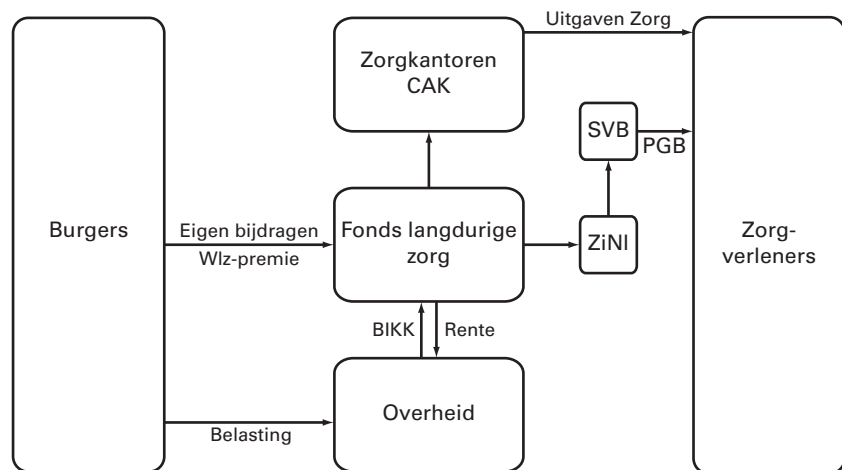 Uitgaven Zorg
Zorgkantoren
CAK
SVB
PGB
Burgers
Eigen bijdragen
Wlz-premie
Fonds langdurige
zorg
ZiNl
Zorg-
verleners
BIKK
Rente
Overheid
Belasting